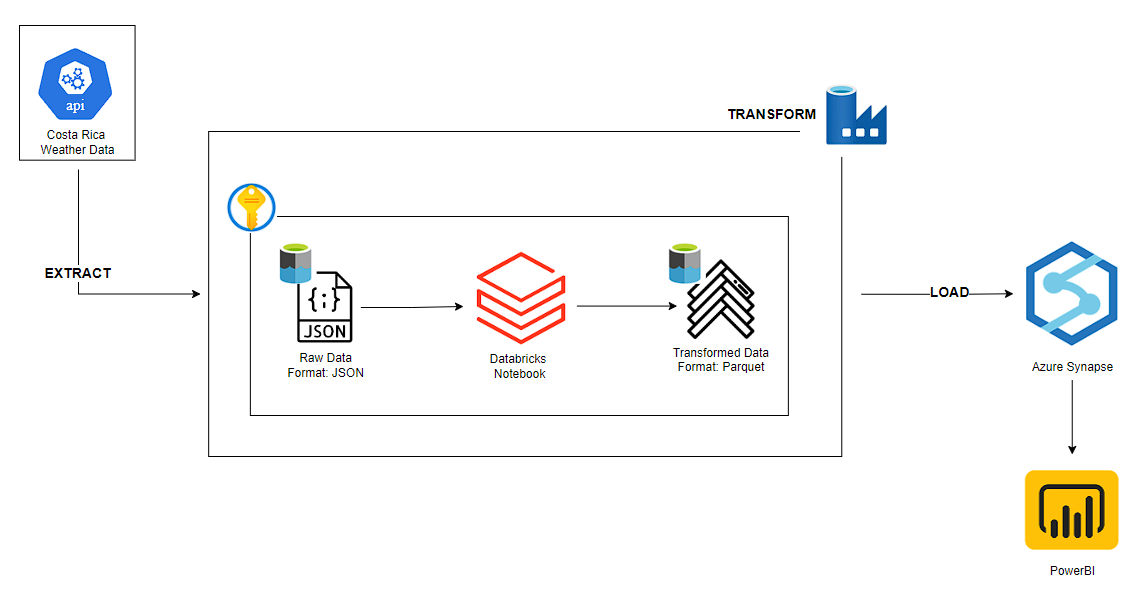 api
Costa Rica
Weather Data
EXTRACT
TRANSFORM
{;}
JSON
Raw Data
Format: JSON
Databricks
Notebook
Transformed Data
Format: Parquet
LOAD
Azure Synapse
PowerBI